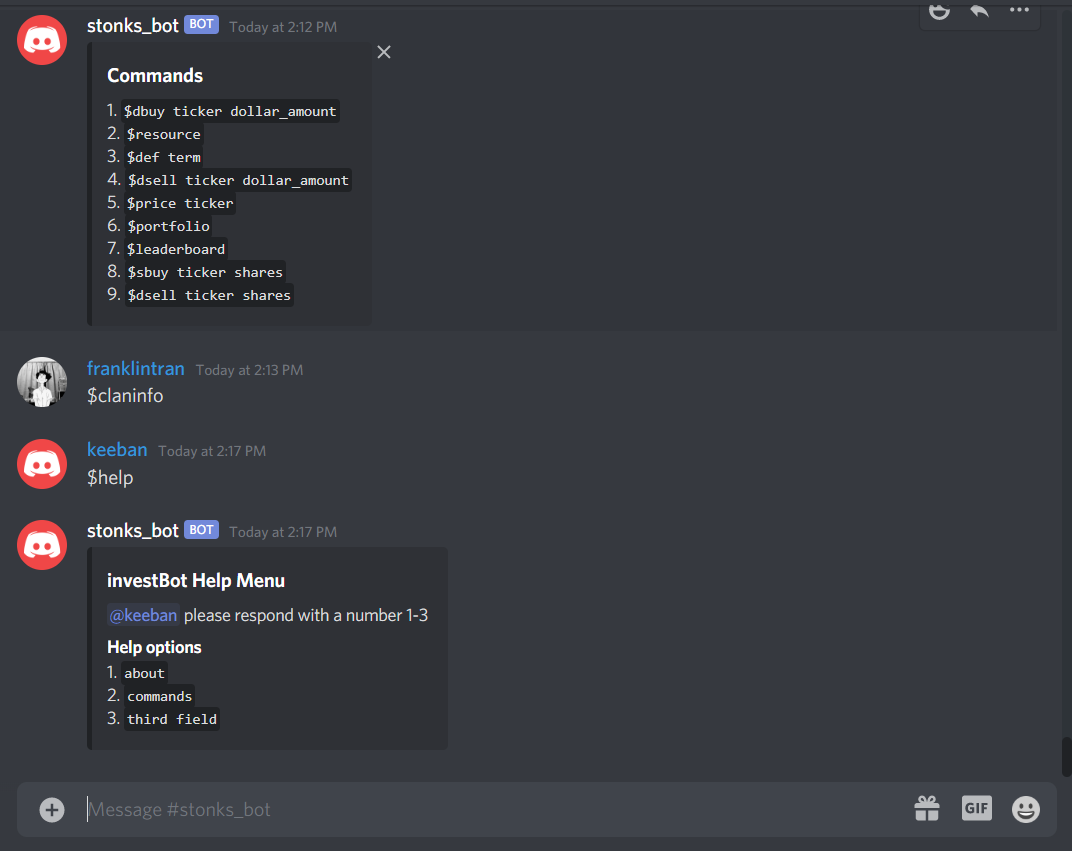 stonks_bot BOT Today at 2:12 PM
Commands
1. $dbuy ticker dollar_amount
2. $resource
3. $def term
4. $dsell ticker dollar_amount
5. $price ticker
6. $portfolio
7. $leaderboard
8. $sbuy ticker shares
9. $dsell ticker shares
franklintran Today at 2:13 PM
$claninfo
keeban Today at 2:17 PM
$help
stonks_bot BOT Today at 2:17 PM
investBot Help Menu
@keeban please respond with a number 1-3
Help options
1. about
2. commands
3. third field
Message #stonks_bot
GIF